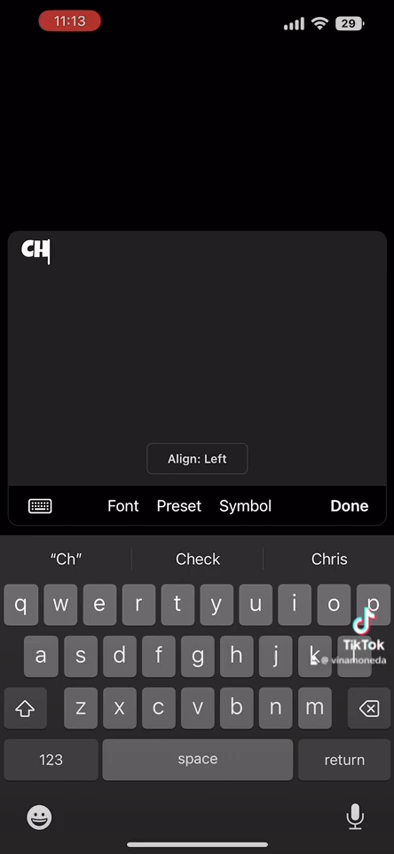 11:13
29
CH
Align: Left
Font Preset Symbol Done
“Ch” Check Chris
q w e r t y u i o p
a s d f g h j k l
TikTok
@vinamoneda
z x c v b n m
123 space return